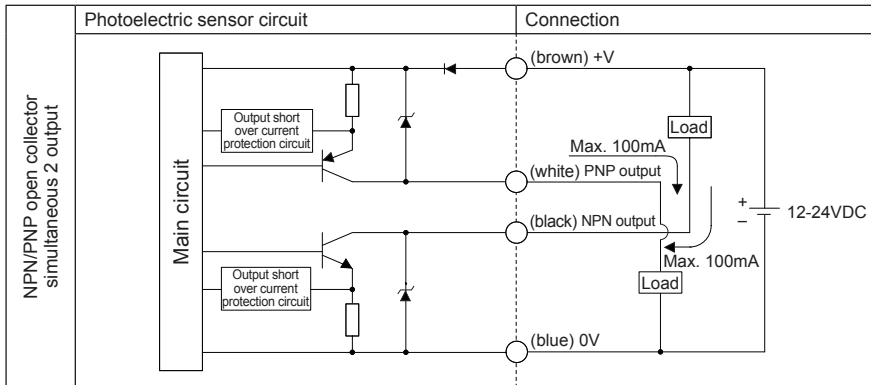 Photoelectric sensor circuit
Connection
NPN/PNP open collector
simultaneous 2 output
Main circuit
(brown) +V
Output short
over current
protection circuit
Load
Max. 100mA
(white) PNP output
+
−
12-24VDC
(black) NPN output
Max. 100mA
Output short
over current
protection circuit
Load
(blue) 0V